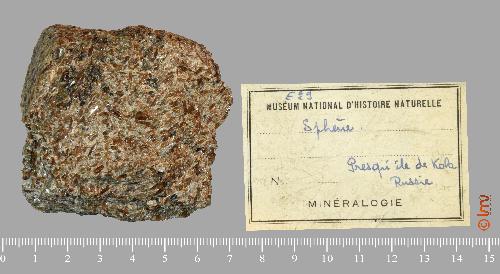 E29
MUSÉUM NATIONAL D'HISTOIRE NATURELLE
Sphène.
Presqu'île de Kola
Russie
N
MINÉRALOGIE
lmv
0 1 2 3 4 5 6 7 8 9 10 11 12 13 14 15